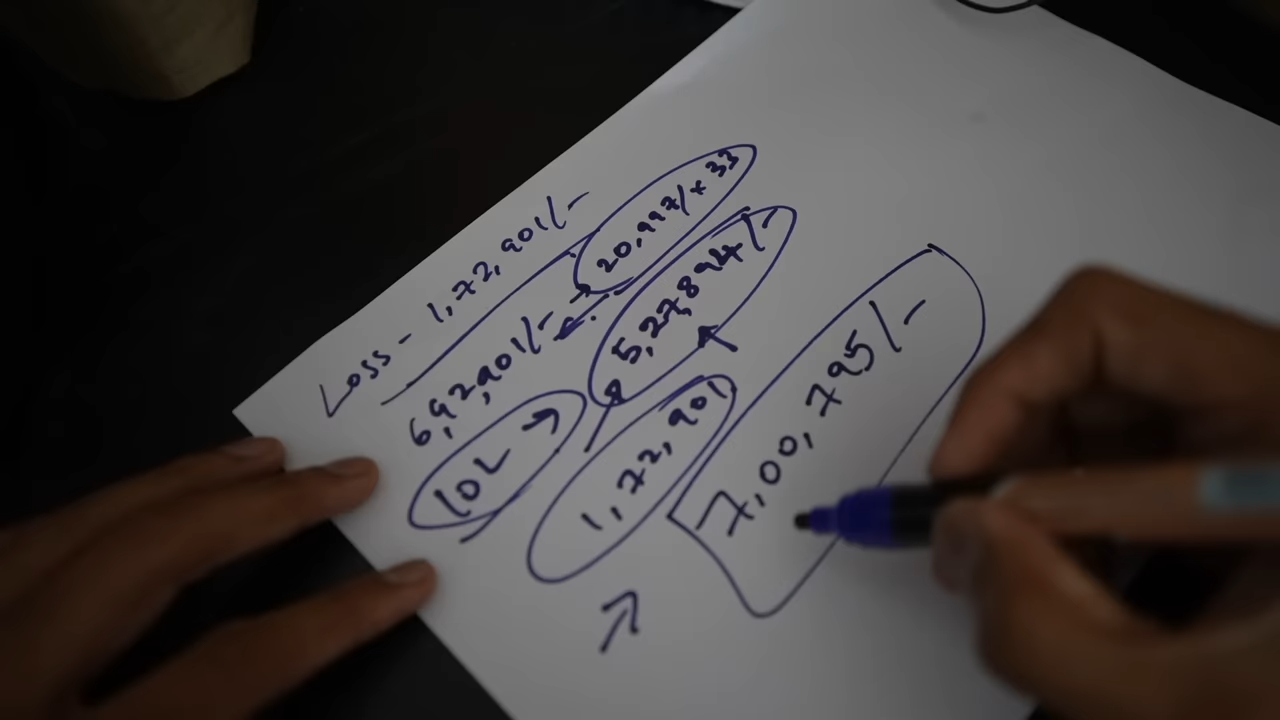 Loss - 1,72,901/-
20,997/* 33
6,92,901/-
5,27,894/-
10L →
1,72,901
7,00,795/-